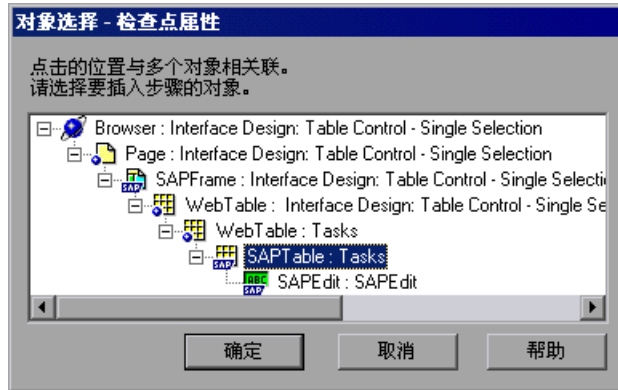 对象选择 - 检查点属性
点击的位置与多个对象相关联。
请选择要插入步骤的对象。
Browser : Interface Design: Table Control - Single Selection
Page : Interface Design: Table Control - Single Selection
SAPFrame : Interface Design: Table Control - Single Selecti
WebTable : Interface Design: Table Control - Single Se
WebTable : Tasks
SAPTable : Tasks
SAPEdit : SAPEdit
确定 取消 帮助